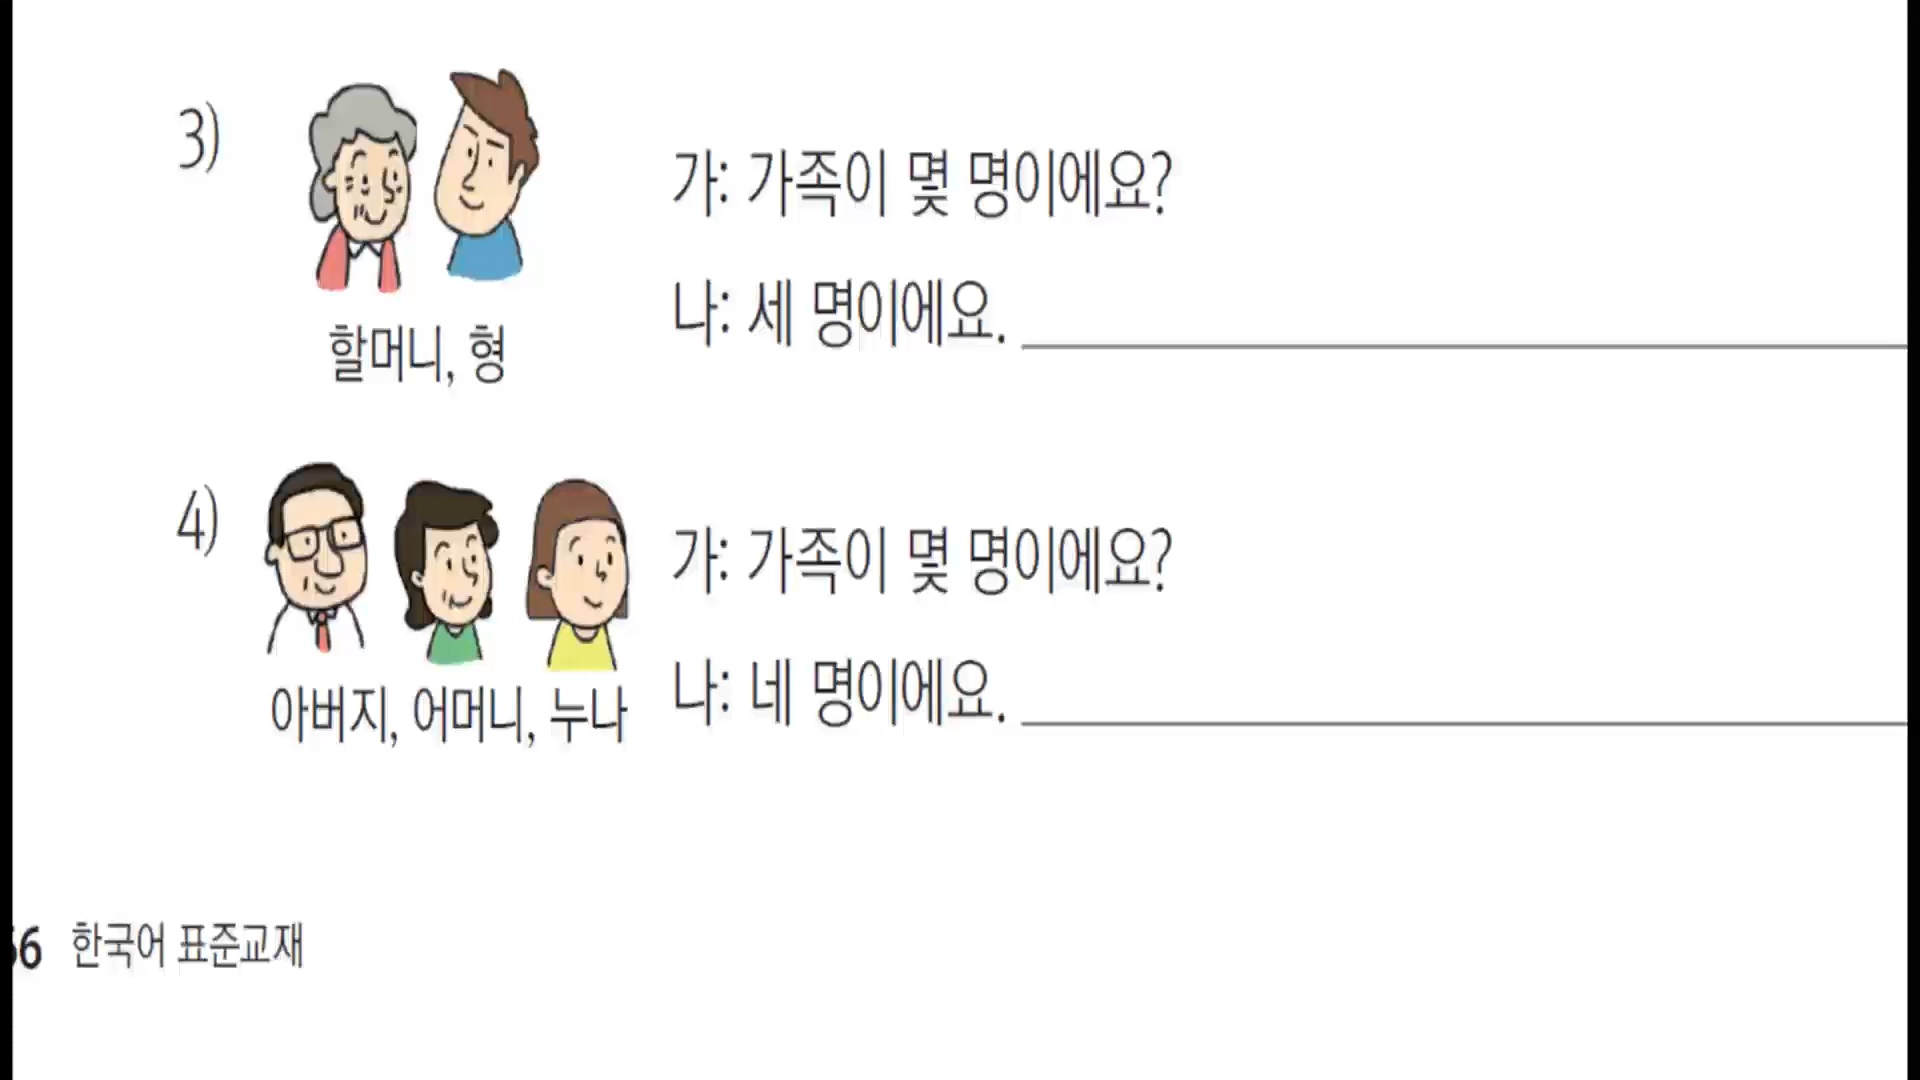 3)
가: 가족이 몇 명이에요?
나: 세 명이에요.
할머니, 형
4)
가: 가족이 몇 명이에요?
나: 네 명이에요.
아버지, 어머니, 누나
6 한국어 표준교재